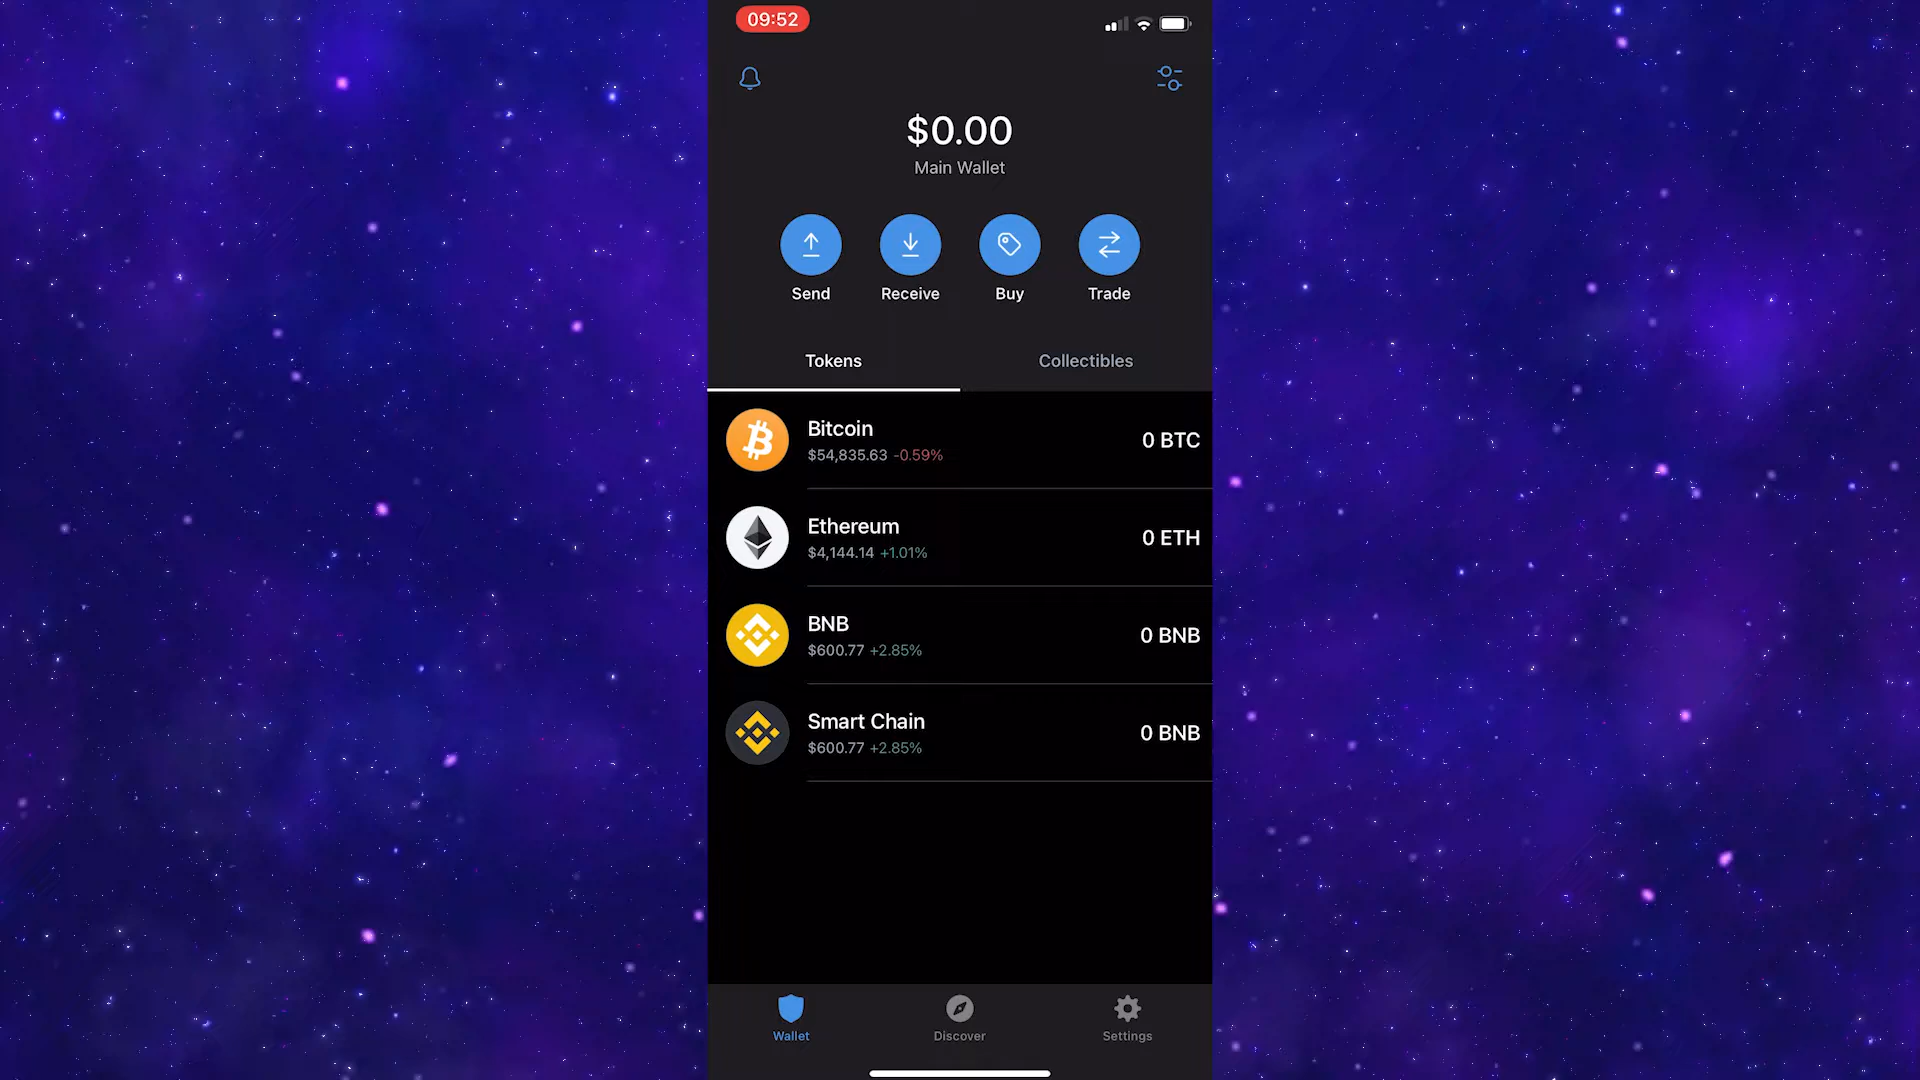 09:52
$0.00
Main Wallet
Send Receive Buy Trade
Tokens Collectibles
Bitcoin
$54,835.63 -0.59%
0 BTC
Ethereum
$4,144.14 +1.01%
0 ETH
BNB
$600.77 +2.85%
0 BNB
Smart Chain
$600.77 +2.85%
0 BNB
Wallet Discover Settings